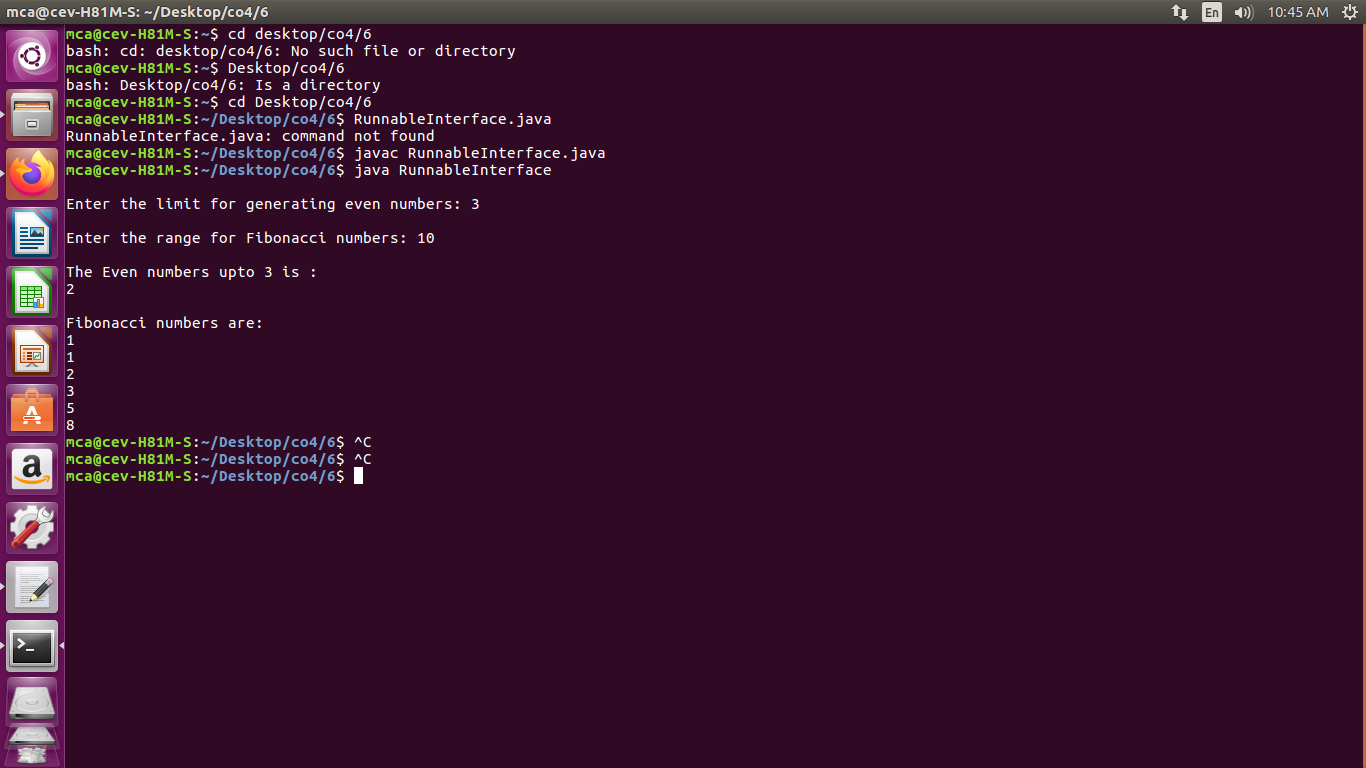 mca@cev-H81M-S: ~/Desktop/co4/6
En
10:45 AM
mca@cev-H81M-S:~$ cd desktop/co4/6
bash: cd: desktop/co4/6: No such file or directory
mca@cev-H81M-S:~$ Desktop/co4/6
bash: Desktop/co4/6: Is a directory
mca@cev-H81M-S:~$ cd Desktop/co4/6
mca@cev-H81M-S:~/Desktop/co4/6$ RunnableInterface.java
RunnableInterface.java: command not found
mca@cev-H81M-S:~/Desktop/co4/6$ javac RunnableInterface.java
mca@cev-H81M-S:~/Desktop/co4/6$ java RunnableInterface
Enter the limit for generating even numbers: 3
Enter the range for Fibonacci numbers: 10
The Even numbers upto 3 is :
2
Fibonacci numbers are:
1
1
2
3
5
8
mca@cev-H81M-S:~/Desktop/co4/6$ ^C
mca@cev-H81M-S:~/Desktop/co4/6$ ^C
mca@cev-H81M-S:~/Desktop/co4/6$